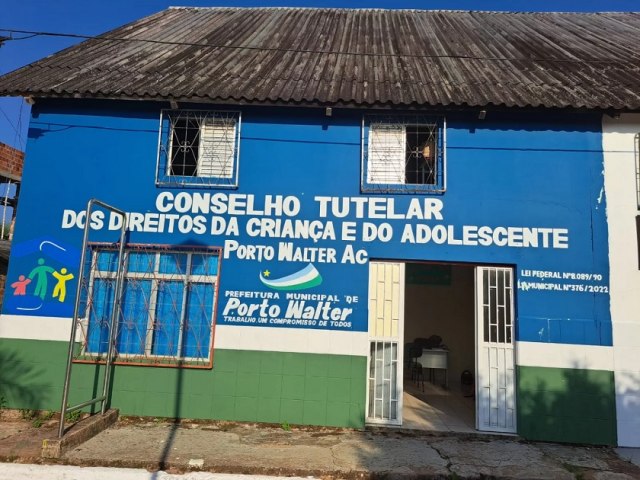 CONSELHO TUTELAR
DOS DIREITOS DA CRIANÇA E DO ADOLESCENTE
PORTO WALTER AC
PREFEITURA MUNICIPAL DE
Porto Walter
TRABALHO, UM COMPROMISSO DE TODOS
LEI FEDERAL Nº8.089/90
LEI MUNICIPAL Nº376/2022